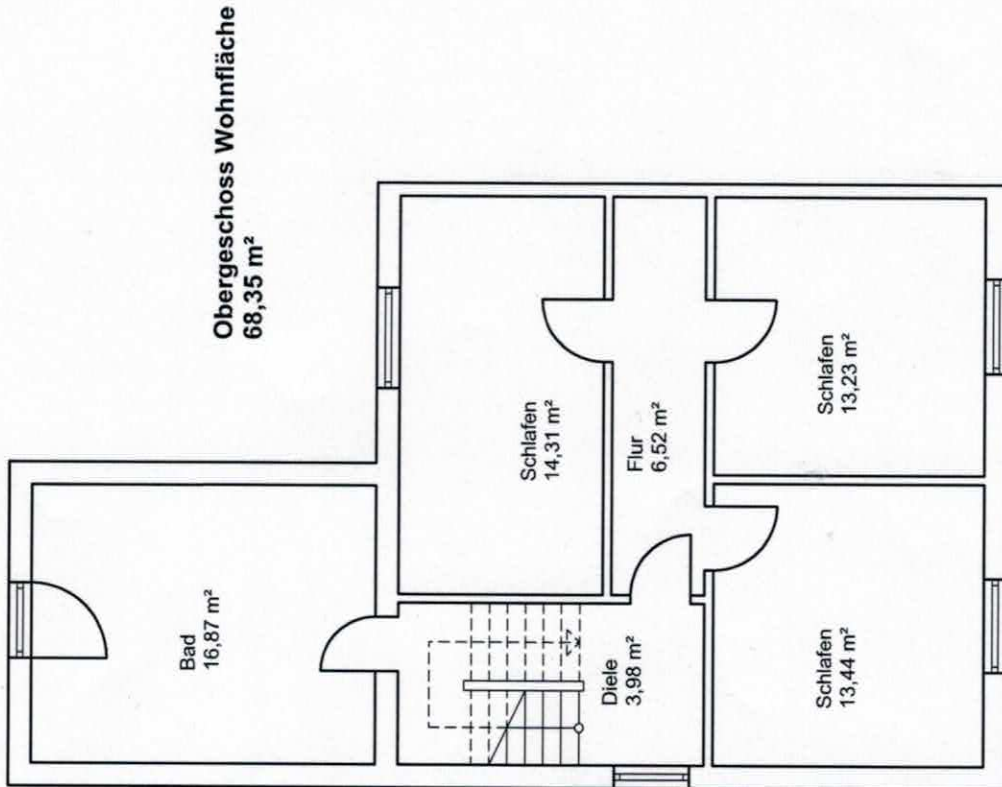 Obergeschoss Wohnfläche
68,35 m²
Bad
16,87 m²
Schlafen
14,31 m²
Flur
6,52 m²
Schlafen
13,23 m²
Diele
3,98 m²
Schlafen
13,44 m²